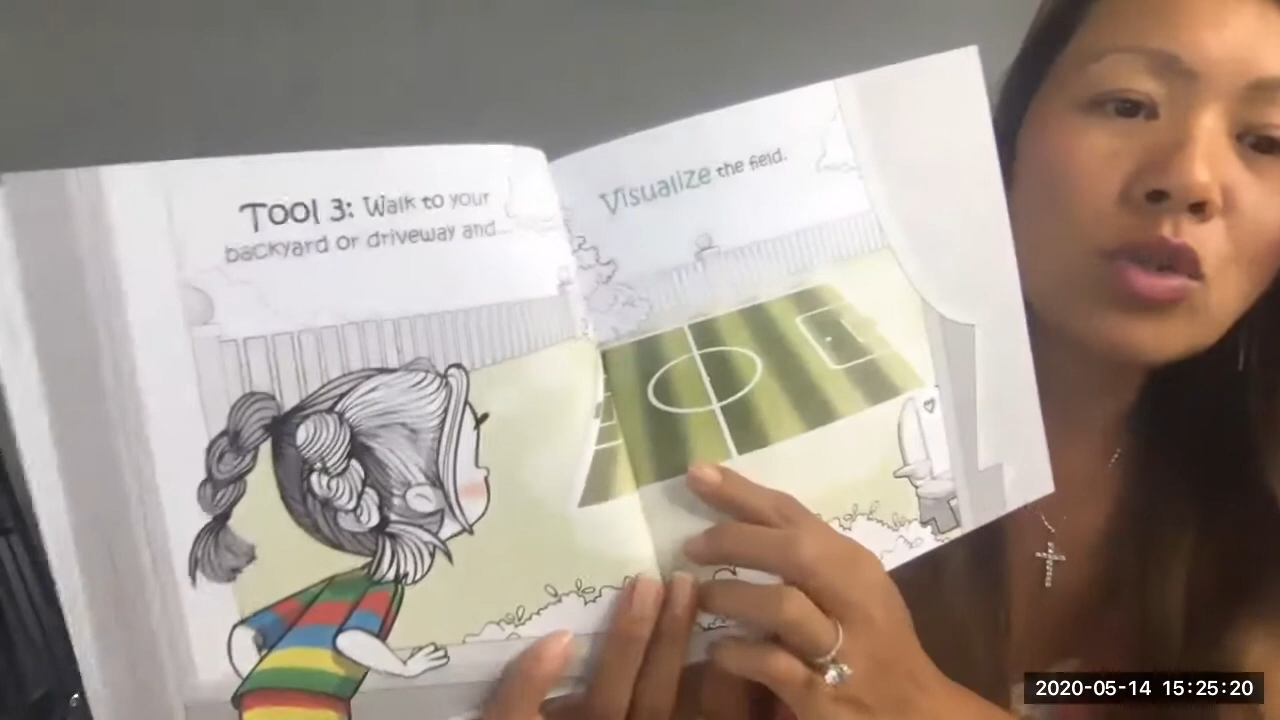 Tool 3: Walk to your
backyard or driveway and...
Visualize the field.
2020-05-14 15:25:20